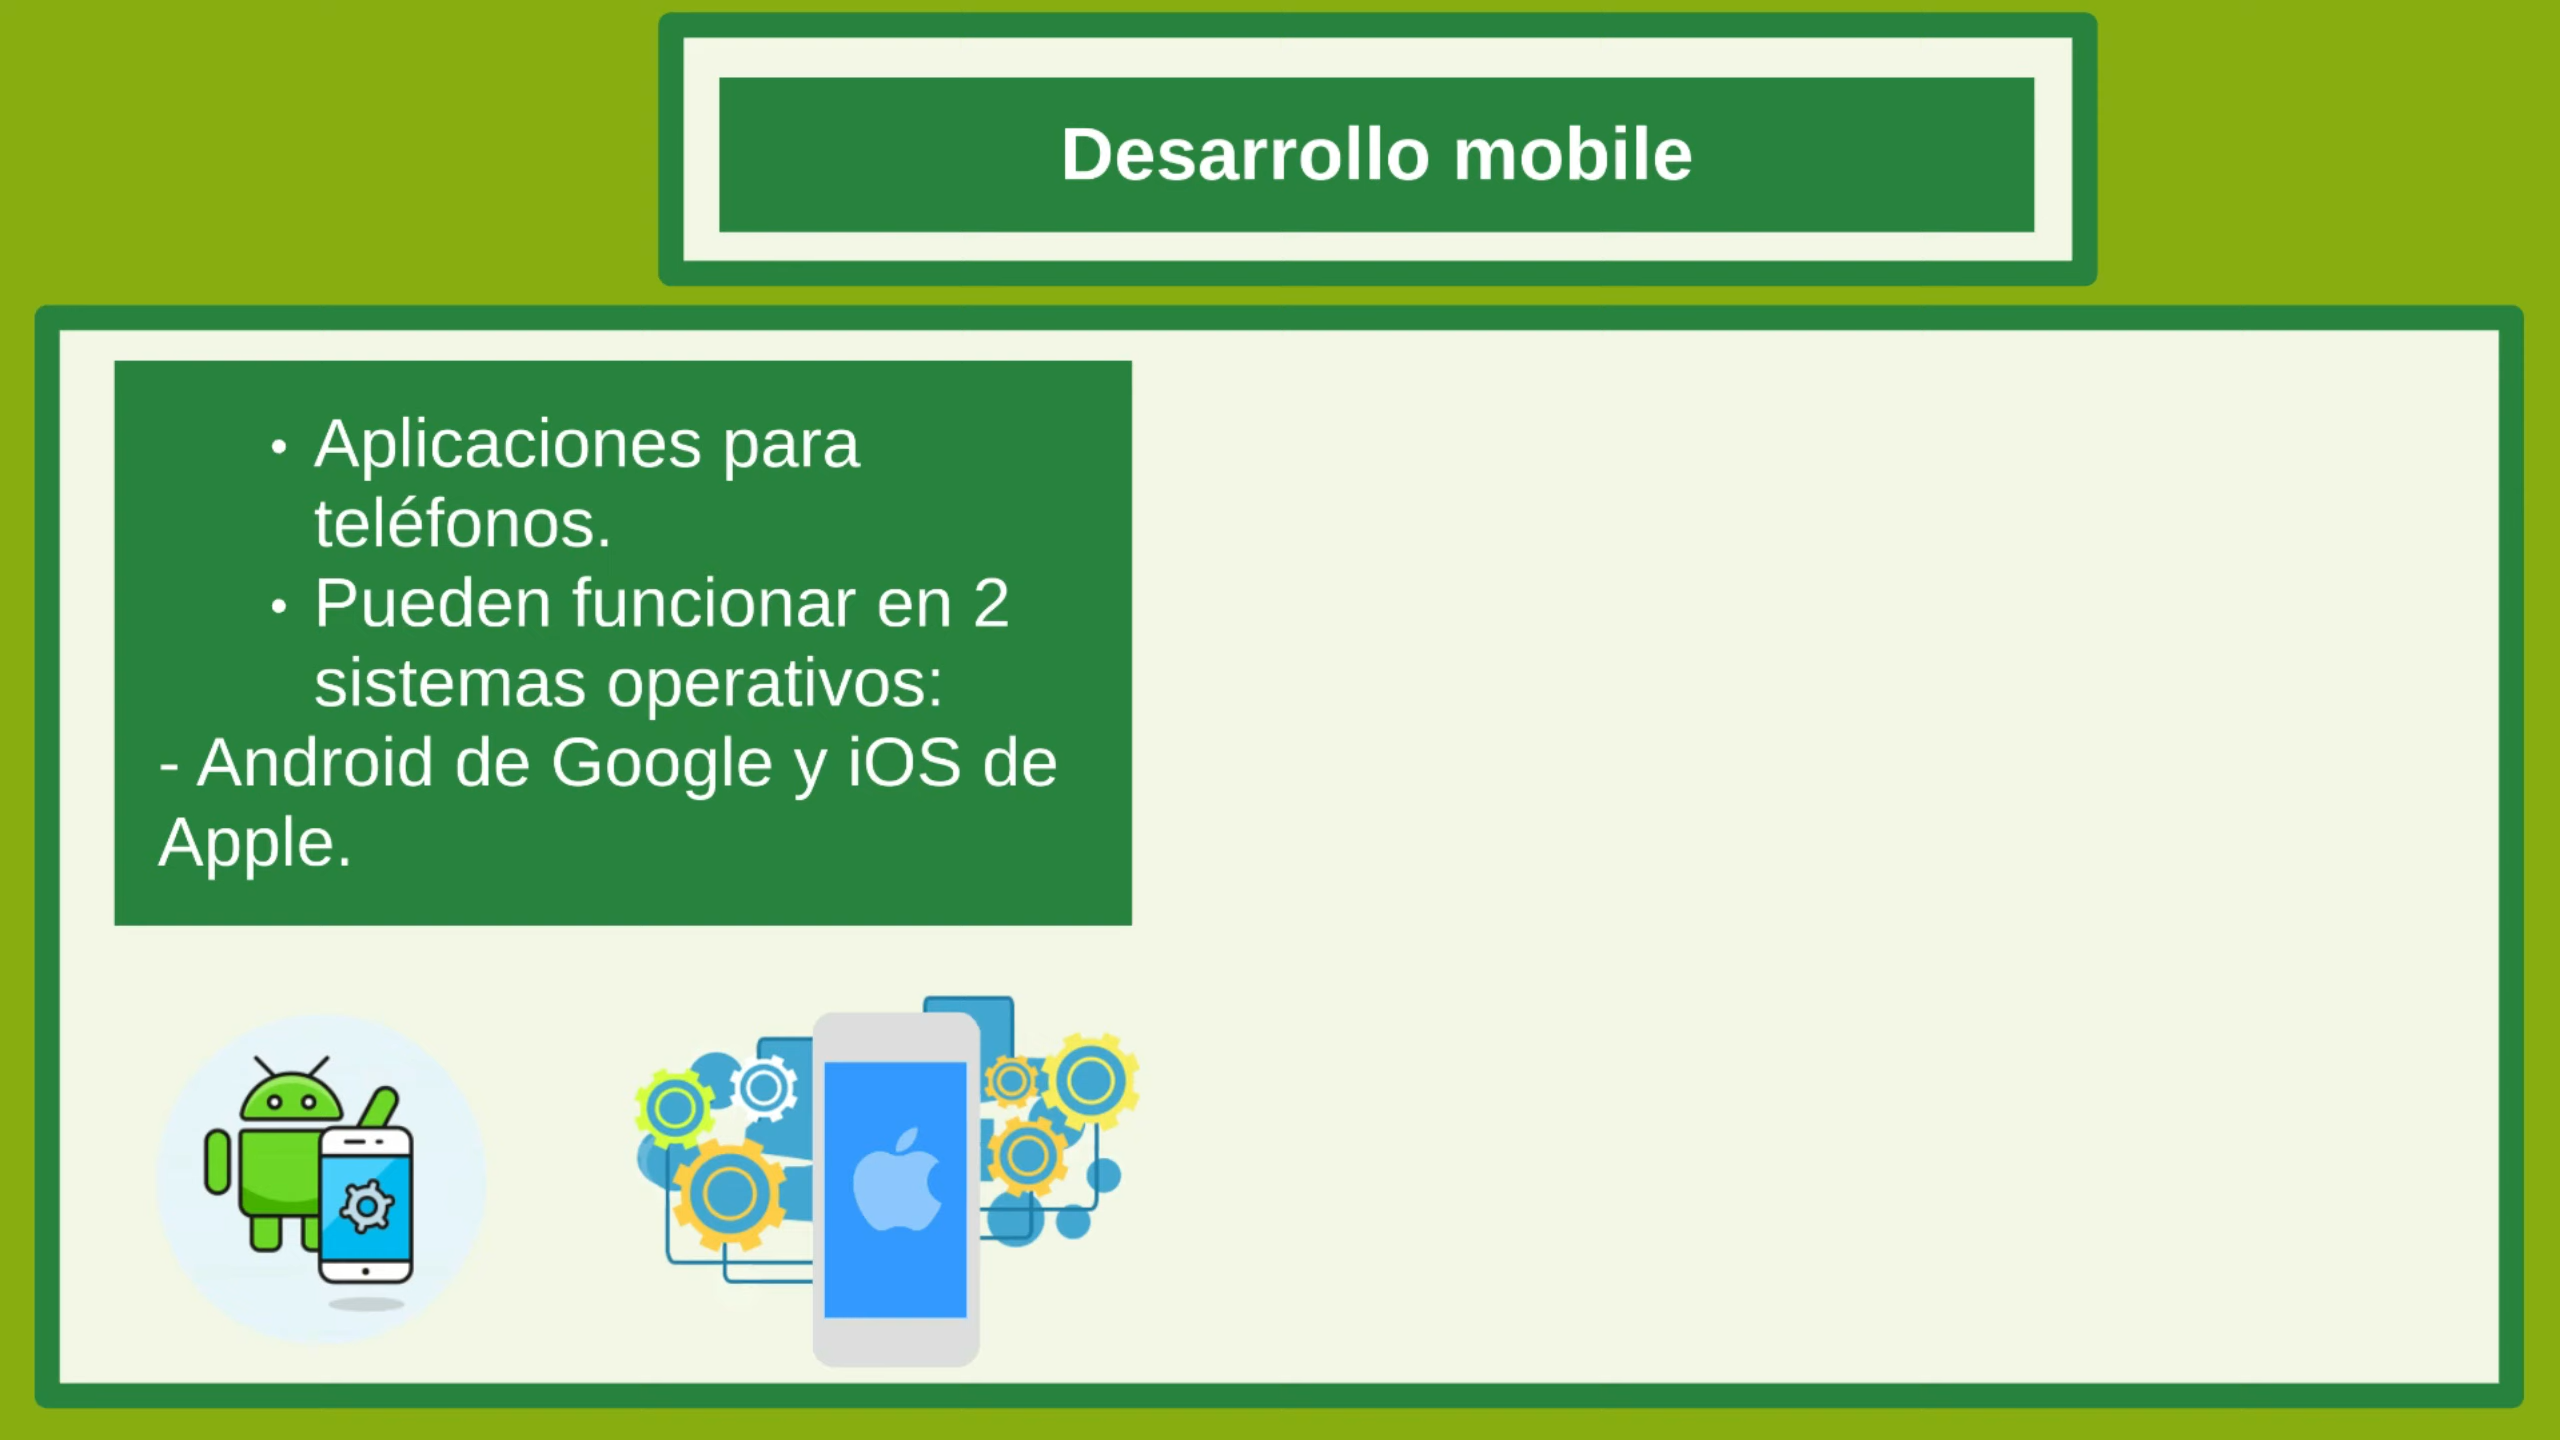 Desarrollo mobile
• Aplicaciones para
teléfonos.
• Pueden funcionar en 2
sistemas operativos:
- Android de Google y iOS de
Apple.